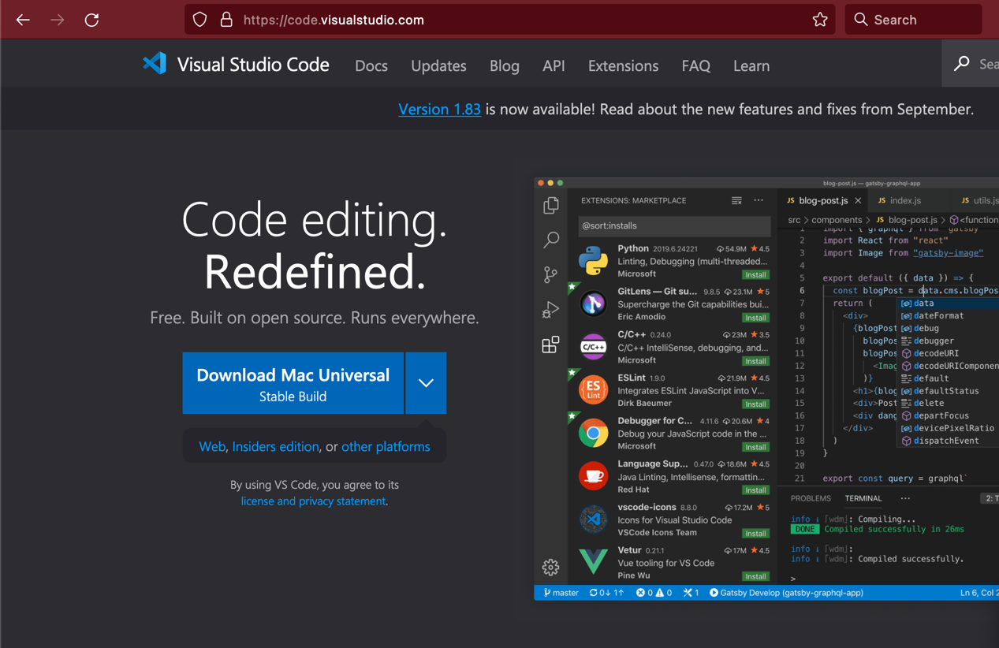 https://code.visualstudio.com
Search
Visual Studio Code Docs Updates Blog API Extensions FAQ Learn
Version 1.83 is now available! Read about the new features and fixes from September.
Code editing.
Redefined.
Free. Built on open source. Runs everywhere.
Download Mac Universal
Stable Build
Web, Insiders edition, or other platforms
By using VS Code, you agree to its
license and privacy statement.
blog-post.js — gatsby-graphql-app
EXTENSIONS: MARKETPLACE
@sort:installs
Python 2019.6.24221 54.9M 4.5
Linting, Debugging (multi-threaded...
Microsoft Install
GitLens — Git su... 9.8.5 23.1M 5
Supercharge the Git capabilities bui...
Eric Amodio Install
C/C++
C/C++ 0.24.0 23M 3.5
C/C++ IntelliSense, debugging, and...
Microsoft Install
ES
Lint
ESLint 1.9.0 21.9M 4.5
Integrates ESLint JavaScript into V...
Dirk Baeumer Install
Debugger for C... 4.11.6 20.6M 4
Debug your JavaScript code in the ...
Microsoft Install
Language Sup... 0.47.0 18.6M 4.5
Java Linting, Intellisense, formattin...
Red Hat Install
vscode-icons 8.8.0 17.2M 5
Icons for Visual Studio Code
VSCode Icons Team Install
Vetur 0.21.1 17M 4.5
Vue tooling for VS Code
Pine Wu Install
JS blog-post.js JS index.js JS utils.js
src > components > JS blog-post.js > <function
1 import { graphql } from "gatsby
2 import React from "react"
3 import Image from "gatsby-image"
4
5 export default ({ data }) => {
6 const blogPost = data.cms.blogPos
7 return (
8 <div>
9 {blogPost
10 blogPos
11 blogPos
12 <Imag
13 )}
14 <h1>{blog
15 <div>Post
16 <div dang
17 </div>
18 )
19 }
20
21 export const query = graphql`
data
dateFormat
debug
debugger
decodeURI
decodeURIComponen
default
defaultStatus
delete
departFocus
devicePixelRatio
dispatchEvent
PROBLEMS TERMINAL ··· 2: T
info i [wdm]: Compiling...
DONE Compiled successfully in 26ms
info i [wdm]:
info i [wdm]: Compiled successfully.
>
master 0↓ 1↑ 0 0 1 Gatsby Develop (gatsby-graphql-app) Ln 6, Col 2